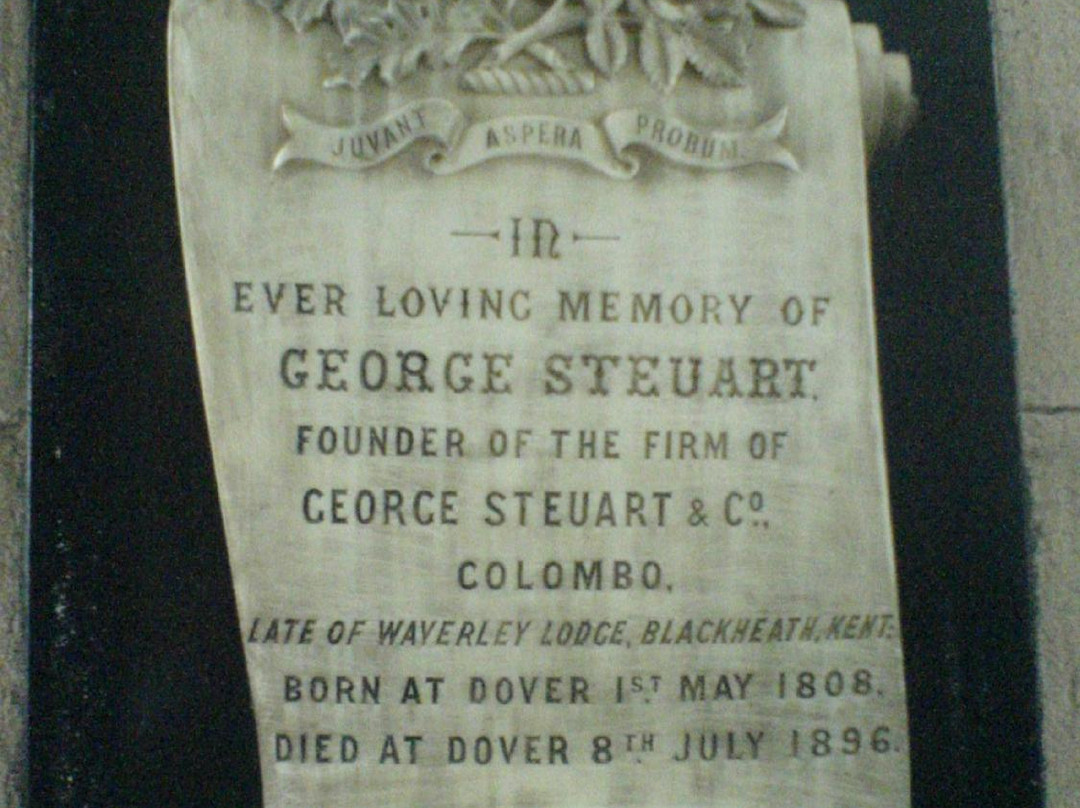 JUVANT ASPERA PROBUM.
IN
EVER LOVING MEMORY OF
GEORGE STEUART,
FOUNDER OF THE FIRM OF
GEORGE STEUART & Cº.,
COLOMBO,
LATE OF WAVERLEY LODGE, BLACKHEATH, KENT:
BORN AT DOVER 1ST. MAY 1808.
DIED AT DOVER 8TH. JULY 1896.